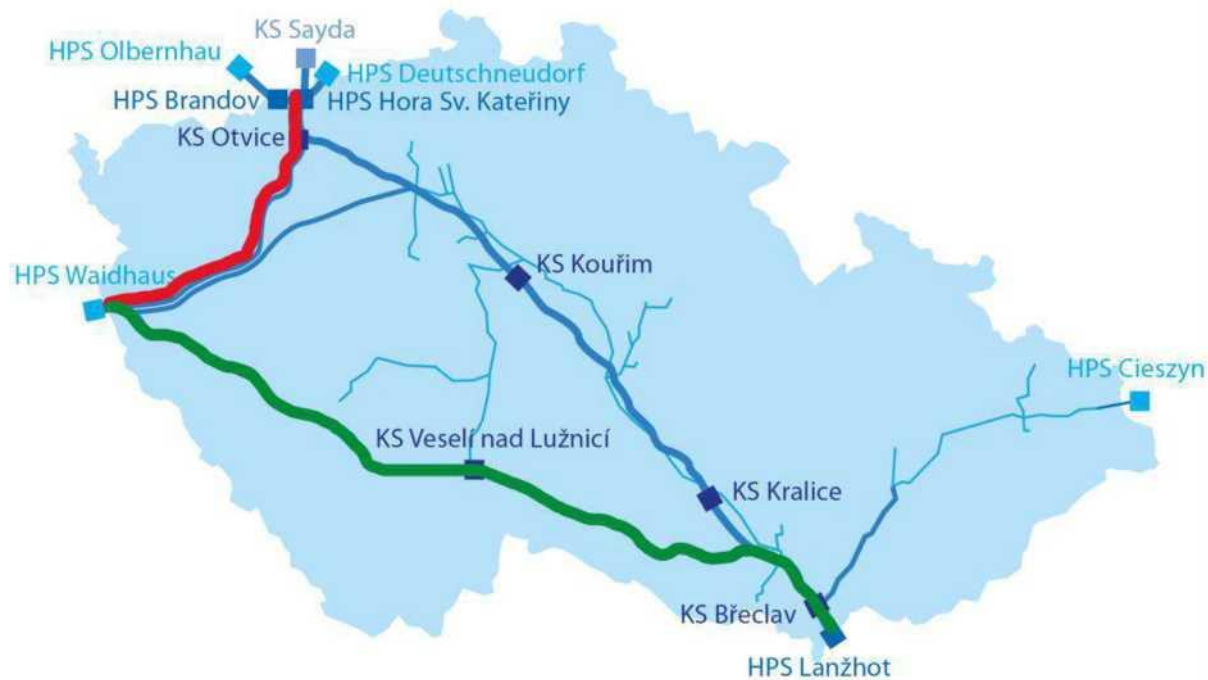 KS Sayda
HPS Olbernhau
HPS Deutschneudorf
HPS Brandov
HPS Hora Sv. Kateřiny
KS Otvice
KS Kouřim
HPS Waidhaus
HPS Cieszyn
KS Veselí nad Lužnicí
KS Kralice
KS Břeclav
HPS Lanžhot